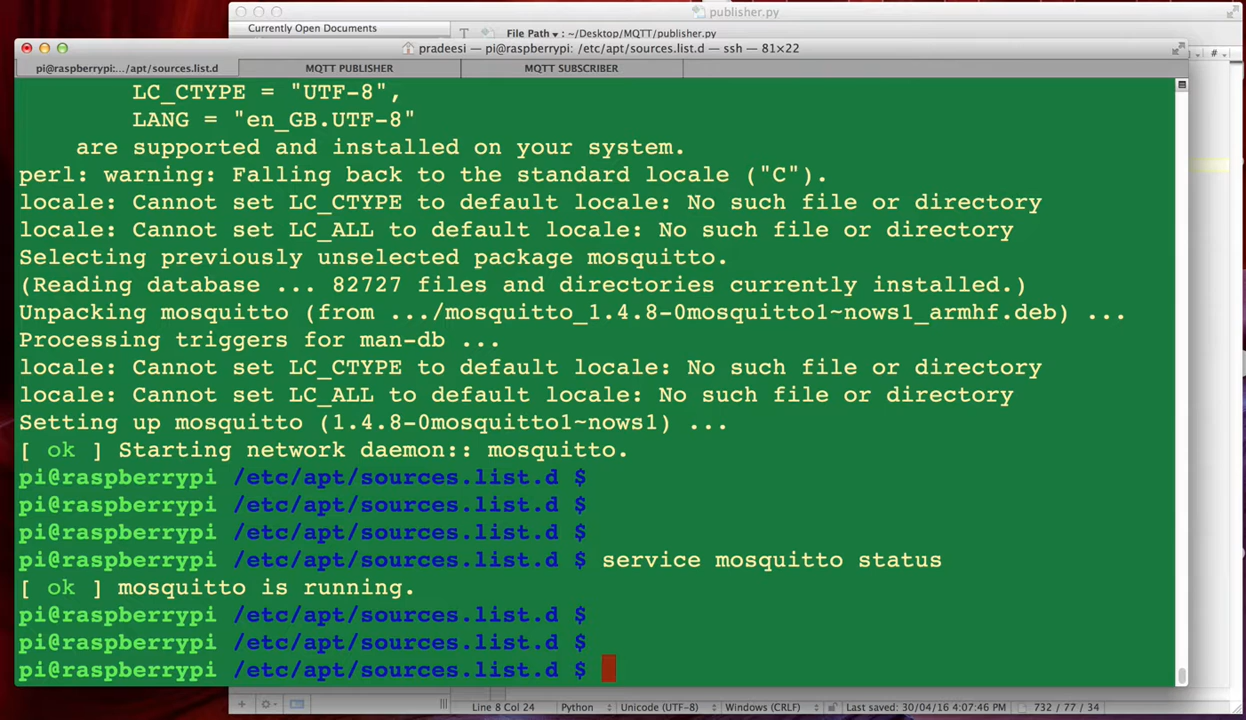 publisher.py
Currently Open Documents
File Path ▾ : ~/Desktop/MQTT/publisher.py
pradeesi — pi@raspberrypi: /etc/apt/sources.list.d — ssh — 81×22
pi@raspberrypi:.../apt/sources.list.d
MQTT PUBLISHER
MQTT SUBSCRIBER
LC_CTYPE = "UTF-8",
LANG = "en_GB.UTF-8"
are supported and installed on your system.
perl: warning: Falling back to the standard locale ("C").
locale: Cannot set LC_CTYPE to default locale: No such file or directory
locale: Cannot set LC_ALL to default locale: No such file or directory
Selecting previously unselected package mosquitto.
(Reading database ... 82727 files and directories currently installed.)
Unpacking mosquitto (from .../mosquitto_1.4.8-0mosquitto1~nows1_armhf.deb) ...
Processing triggers for man-db ...
locale: Cannot set LC_CTYPE to default locale: No such file or directory
locale: Cannot set LC_ALL to default locale: No such file or directory
Setting up mosquitto (1.4.8-0mosquitto1~nows1) ...
[ ok ] Starting network daemon:: mosquitto.
pi@raspberrypi /etc/apt/sources.list.d $
pi@raspberrypi /etc/apt/sources.list.d $
pi@raspberrypi /etc/apt/sources.list.d $
pi@raspberrypi /etc/apt/sources.list.d $ service mosquitto status
[ ok ] mosquitto is running.
pi@raspberrypi /etc/apt/sources.list.d $
pi@raspberrypi /etc/apt/sources.list.d $
pi@raspberrypi /etc/apt/sources.list.d $
Line 8 Col 24 Python Unicode (UTF-8) Windows (CRLF) Last saved: 30/04/16 4:07:46 PM 732 / 77 / 34